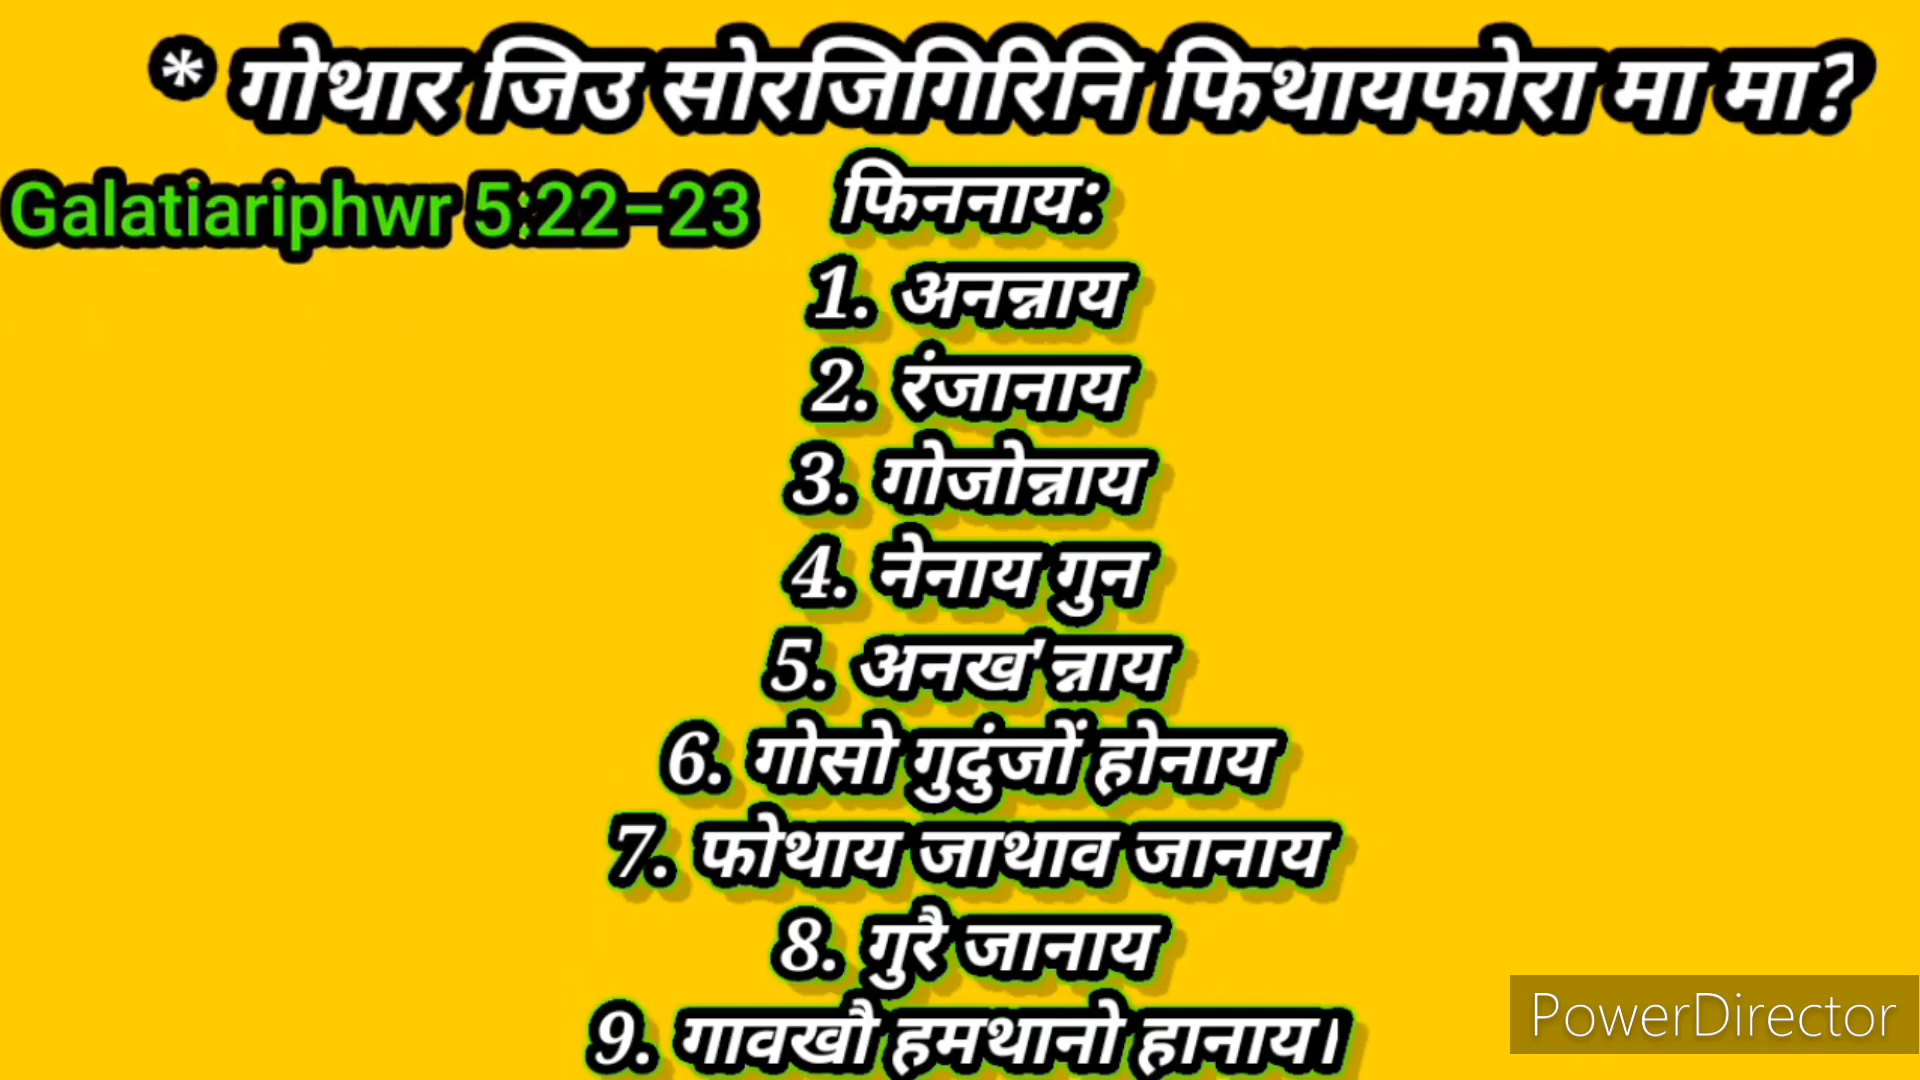 * गोथार जिउ सोरजिगिरिनि फिथायफोरा मा मा?
Galatiariphwr 5:22-23
फिननाय:
1. अनन्नाय
2. रंजानाय
3. गोजोन्नाय
4. नेनाय गुन
5. अनख'न्नाय
6. गोसो गुदुंजों होनाय
7. फोथाय जाथाव जानाय
8. गुरै जानाय
9. गावखौ हमथानो हानाय।
PowerDirector